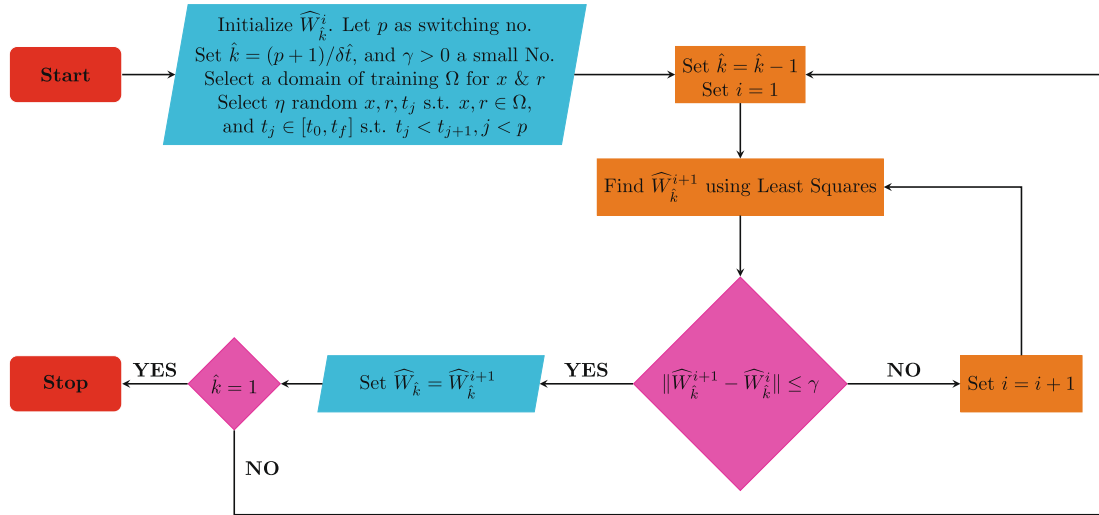 Start
Initialize $\widehat{W}_{\hat{k}}^{i}$. Let $p$ as switching no.
Set $\hat{k} = (p+1)/\delta\hat{t}$, and $\gamma > 0$ a small No.
Select a domain of training $\Omega$ for $x$ & $r$
Select $\eta$ random $x, r, t_j$ s.t. $x, r \in \Omega$,
and $t_j \in [t_0, t_f]$ s.t. $t_j < t_{j+1}, j < p$
Set $\hat{k} = \hat{k} - 1$
Set $i = 1$
Find $\widehat{W}_{\hat{k}}^{i+1}$ using Least Squares
$\|\widehat{W}_{\hat{k}}^{i+1} - \widehat{W}_{\hat{k}}^{i}\| \leq \gamma$
NO
Set $i = i + 1$
YES
Set $\widehat{W}_{\hat{k}} = \widehat{W}_{\hat{k}}^{i+1}$
$\hat{k} = 1$
YES
Stop
NO